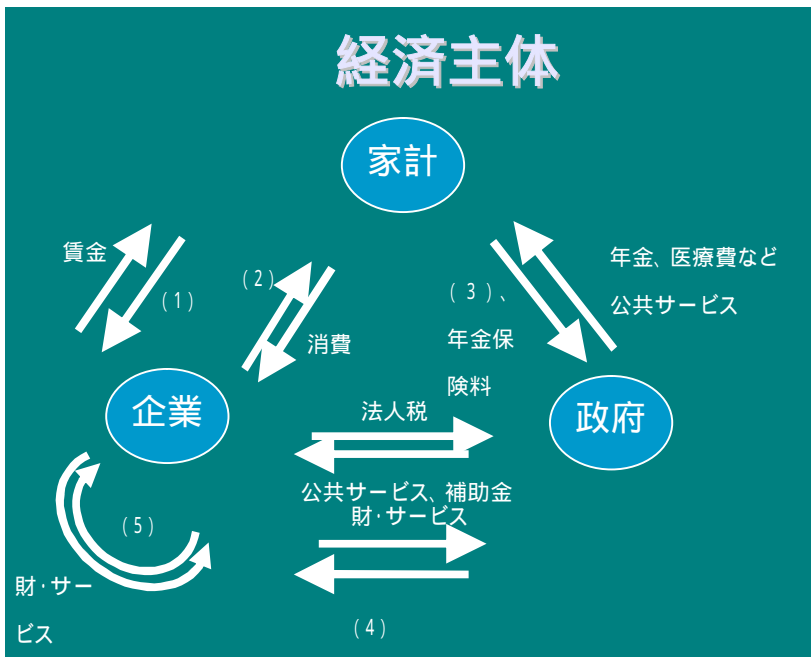 経済主体
家計
賃金
(1)
(2)
消費
(3)、
年金保
険料
年金、医療費など
公共サービス
企業
政府
法人税
公共サービス、補助金
財・サービス
(5)
財・サー
ビス
(4)